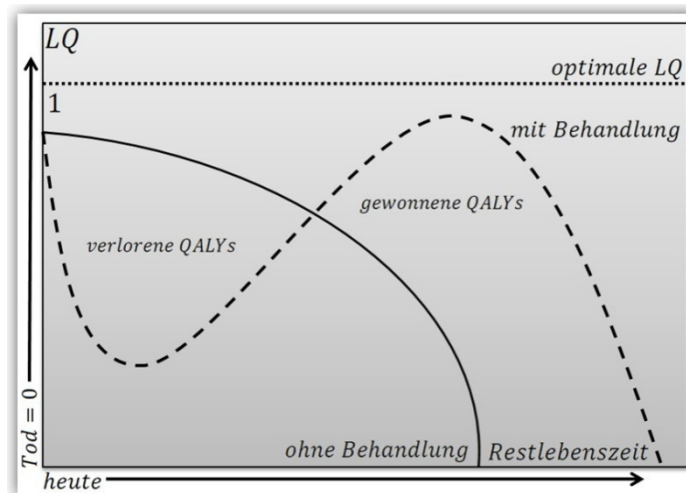 LQ
optimale LQ
1
mit Behandlung
gewonnene QALYs
verlorene QALYs
Tod = 0
ohne Behandlung
Restlebenszeit
heute